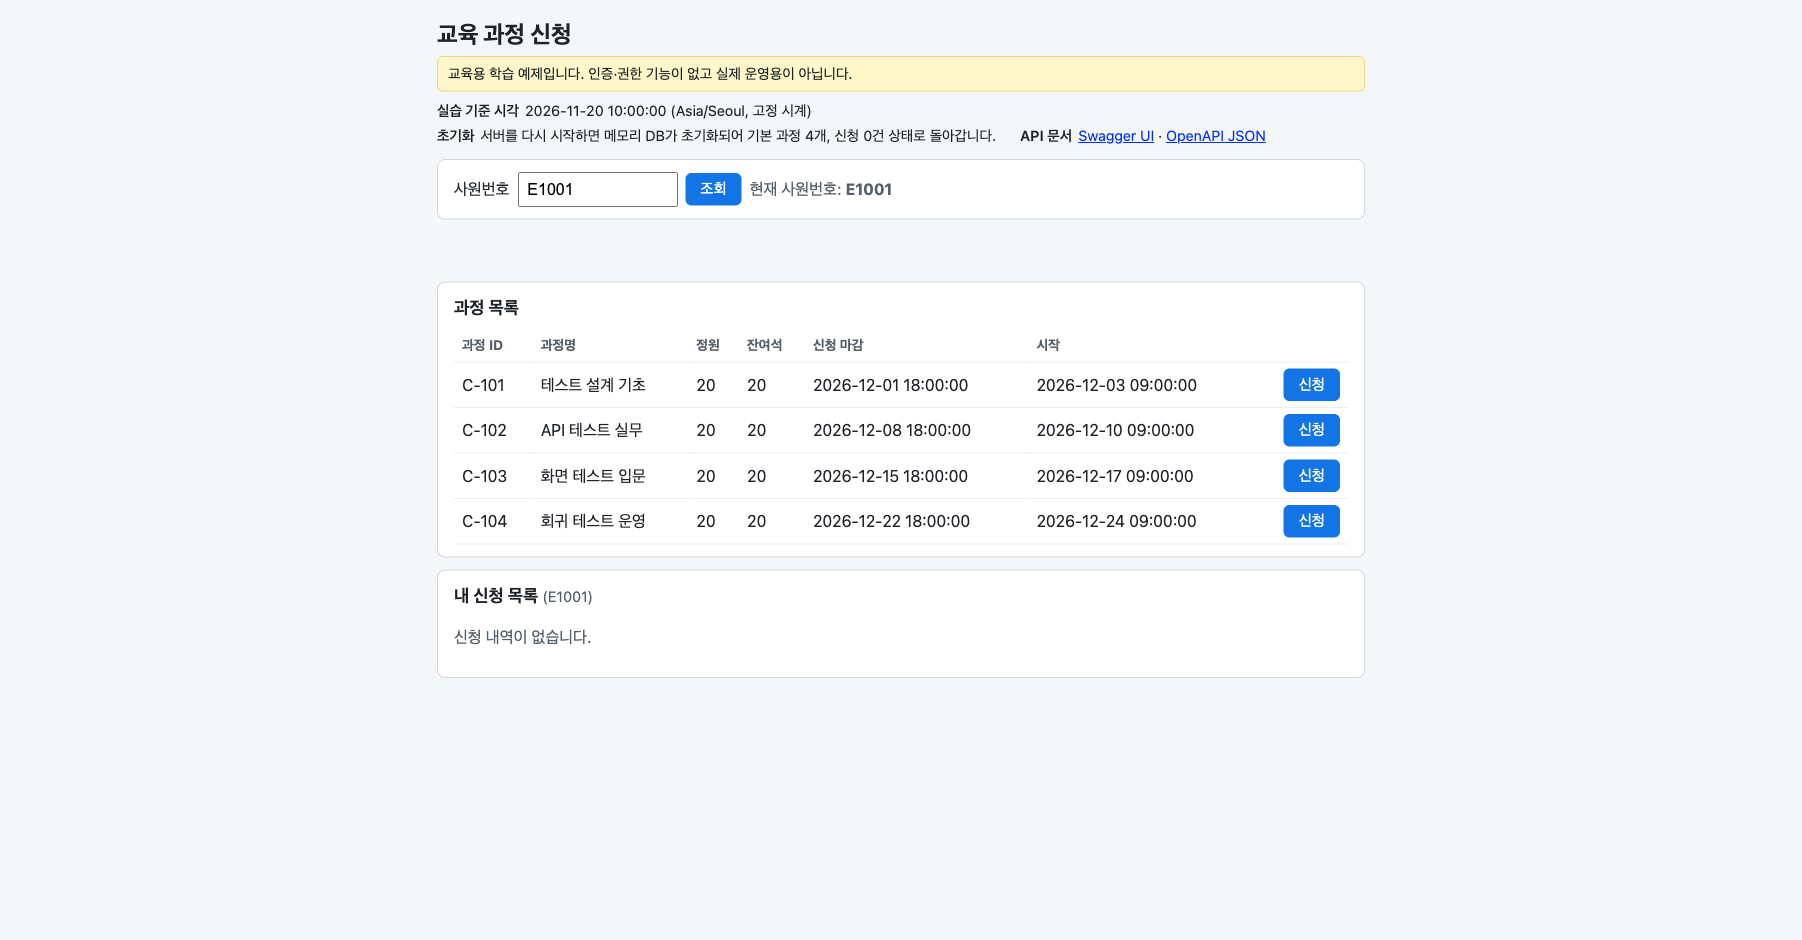 교육 과정 신청
교육용 학습 예제입니다. 인증·권한 기능이 없고 실제 운영용이 아닙니다.
실습 기준 시각 2026-11-20 10:00:00 (Asia/Seoul, 고정 시계)
초기화 서버를 다시 시작하면 메모리 DB가 초기화되어 기본 과정 4개, 신청 0건 상태로 돌아갑니다. API 문서 Swagger UI · OpenAPI JSON
사원번호 E1001 조회 현재 사원번호: E1001
과정 목록
과정 ID 과정명 정원 잔여석 신청 마감 시작
C-101 테스트 설계 기초 20 20 2026-12-01 18:00:00 2026-12-03 09:00:00 신청
C-102 API 테스트 실무 20 20 2026-12-08 18:00:00 2026-12-10 09:00:00 신청
C-103 화면 테스트 입문 20 20 2026-12-15 18:00:00 2026-12-17 09:00:00 신청
C-104 회귀 테스트 운영 20 20 2026-12-22 18:00:00 2026-12-24 09:00:00 신청
내 신청 목록 (E1001)
신청 내역이 없습니다.